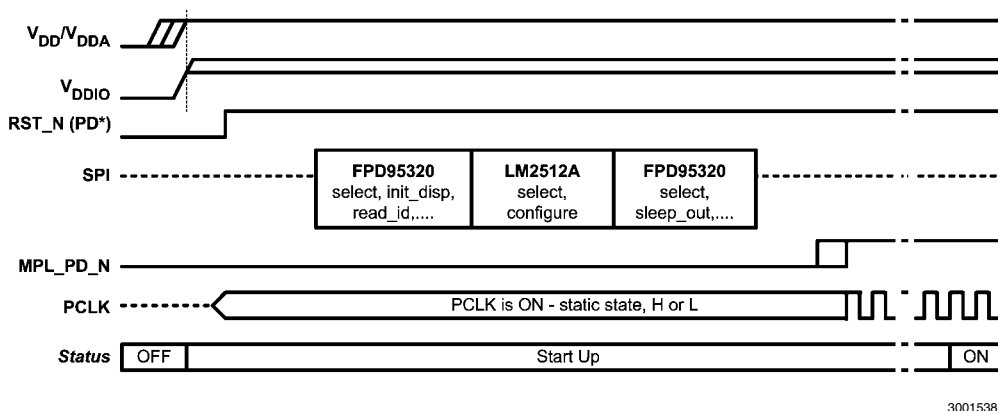 VDD/VDDA
VDDIO
RST_N (PD*)
SPI
FPD95320
select, init_disp,
read_id,....
LM2512A
select,
configure
FPD95320
select,
sleep_out,....
MPL_PD_N
PCLK
PCLK is ON - static state, H or L
Status
OFF
Start Up
ON
3001538